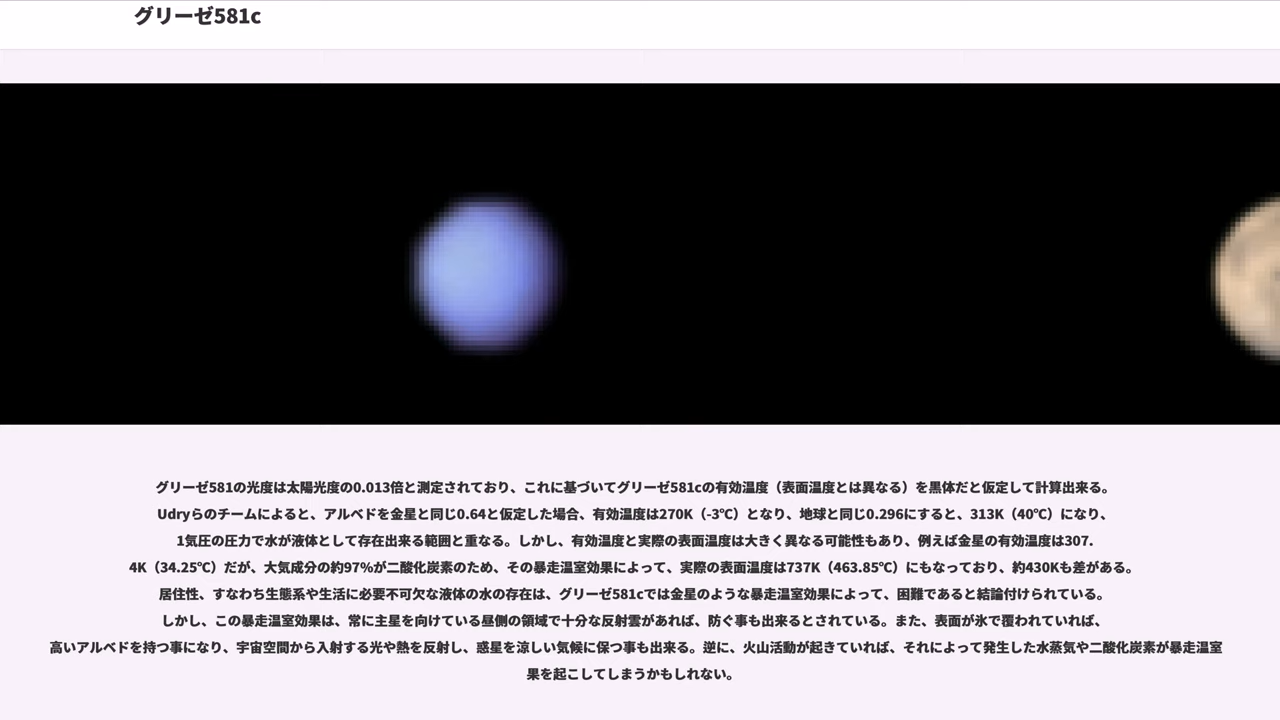 グリーゼ581c
グリーゼ581の光度は太陽光度の0.013倍と測定されており、これに基づいてグリーゼ581cの有効温度（表面温度とは異なる）を黒体だと仮定して計算出来る。
Udryらのチームによると、アルベドを金星と同じ0.64と仮定した場合、有効温度は270K（-3℃）となり、地球と同じ0.296にすると、313K（40℃）になり、
1気圧の圧力で水が液体として存在出来る範囲と重なる。しかし、有効温度と実際の表面温度は大きく異なる可能性もあり、例えば金星の有効温度は307.
4K（34.25℃）だが、大気成分の約97%が二酸化炭素のため、その暴走温室効果によって、実際の表面温度は737K（463.85℃）にもなっており、約430Kも差がある。
居住性、すなわち生態系や生活に必要不可欠な液体の水の存在は、グリーゼ581cでは金星のような暴走温室効果によって、困難であると結論付けられている。
しかし、この暴走温室効果は、常に主星を向けている昼側の領域で十分な反射雲があれば、防ぐ事も出来るとされている。また、表面が氷で覆われていれば、
高いアルベドを持つ事になり、宇宙空間から入射する光や熱を反射し、惑星を涼しい気候に保つ事も出来る。逆に、火山活動が起きていれば、それによって発生した水蒸気や二酸化炭素が暴走温室
果を起こしてしまうかもしれない。